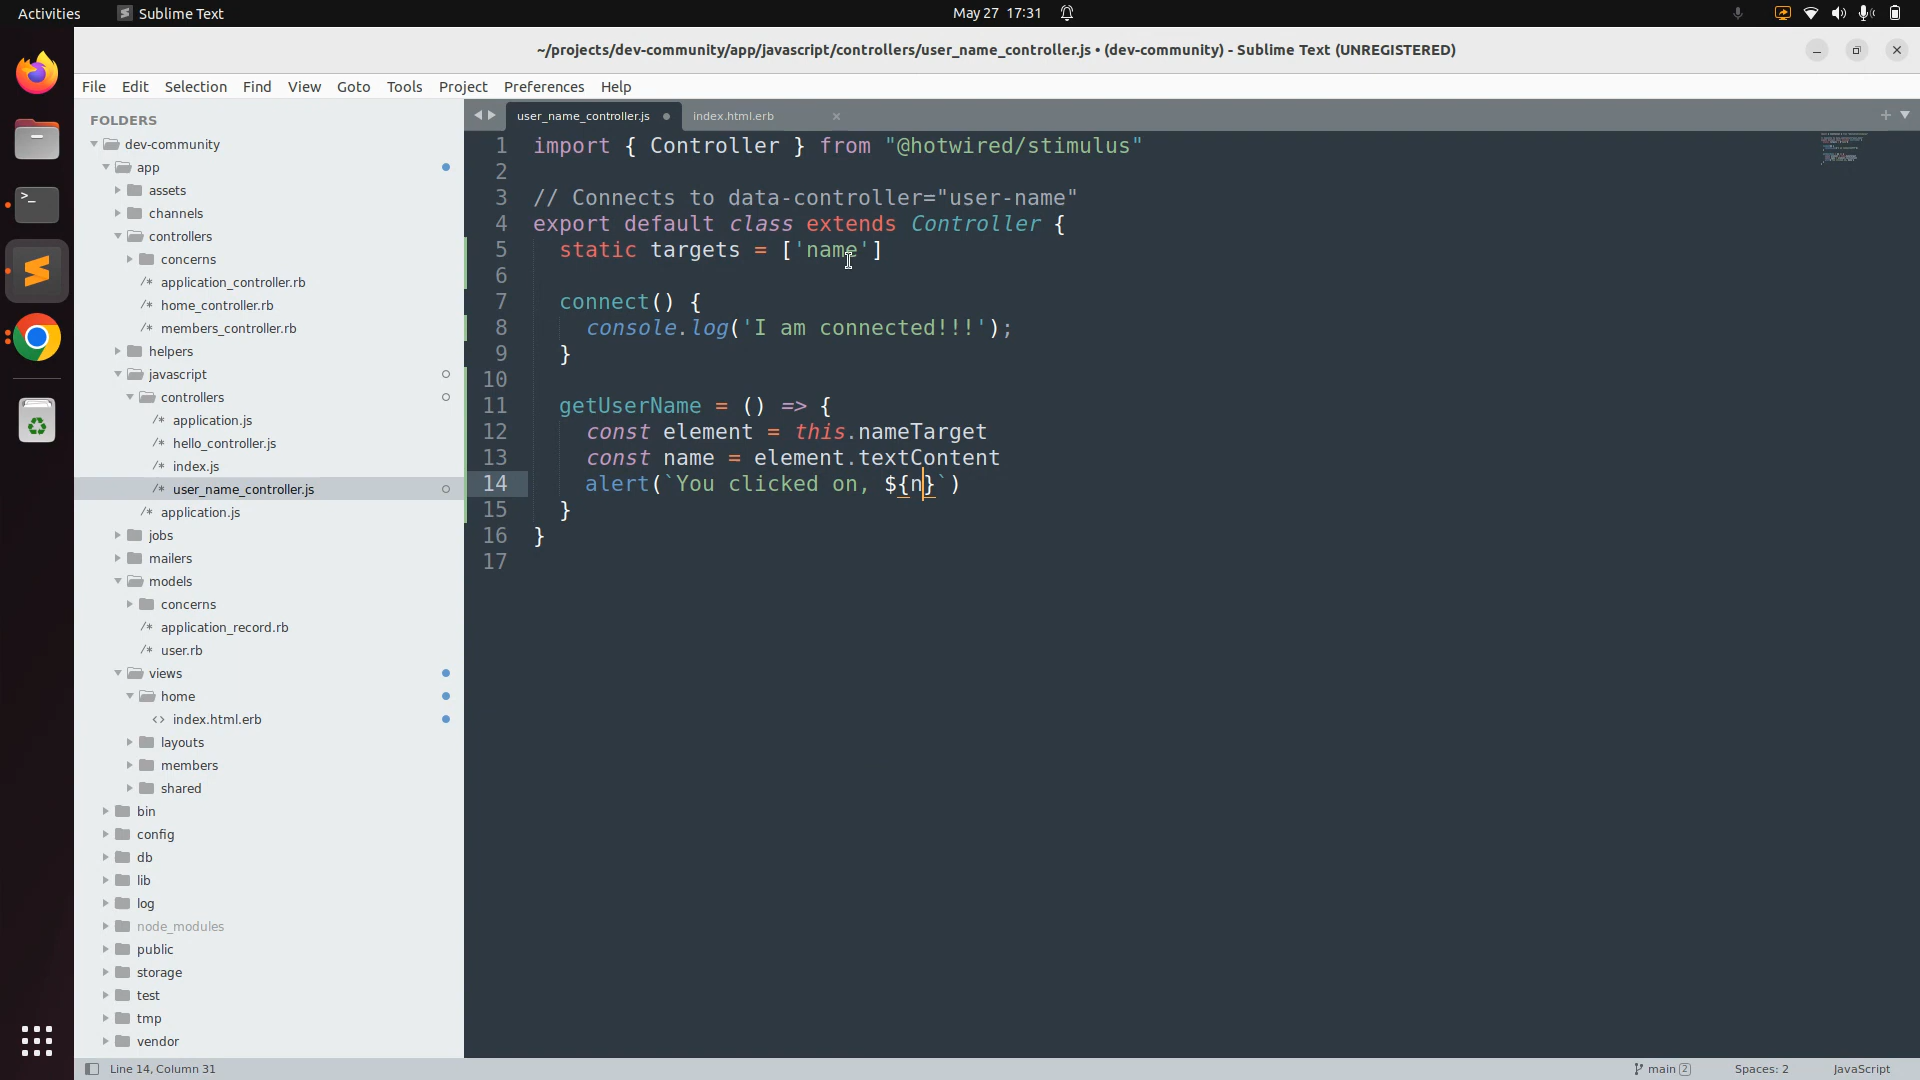 Activities
Sublime Text
May 27 17:31
~/projects/dev-community/app/javascript/controllers/user_name_controller.js • (dev-community) - Sublime Text (UNREGISTERED)
File Edit Selection Find View Goto Tools Project Preferences Help
FOLDERS
dev-community
app
assets
channels
controllers
concerns
/* application_controller.rb
/* home_controller.rb
/* members_controller.rb
helpers
javascript
controllers
/* application.js
/* hello_controller.js
/* index.js
/* user_name_controller.js
/* application.js
jobs
mailers
models
concerns
/* application_record.rb
/* user.rb
views
home
<> index.html.erb
layouts
members
shared
bin
config
db
lib
log
node_modules
public
storage
test
tmp
vendor
user_name_controller.js
index.html.erb
1 import { Controller } from "@hotwired/stimulus"
2
3 // Connects to data-controller="user-name"
4 export default class extends Controller {
5 static targets = ['name']
6
7 connect() {
8 console.log('I am connected!!!');
9 }
10
11 getUserName = () => {
12 const element = this.nameTarget
13 const name = element.textContent
14 alert(`You clicked on, ${n}`)
15 }
16 }
17
Line 14, Column 31
main 2
Spaces: 2
JavaScript